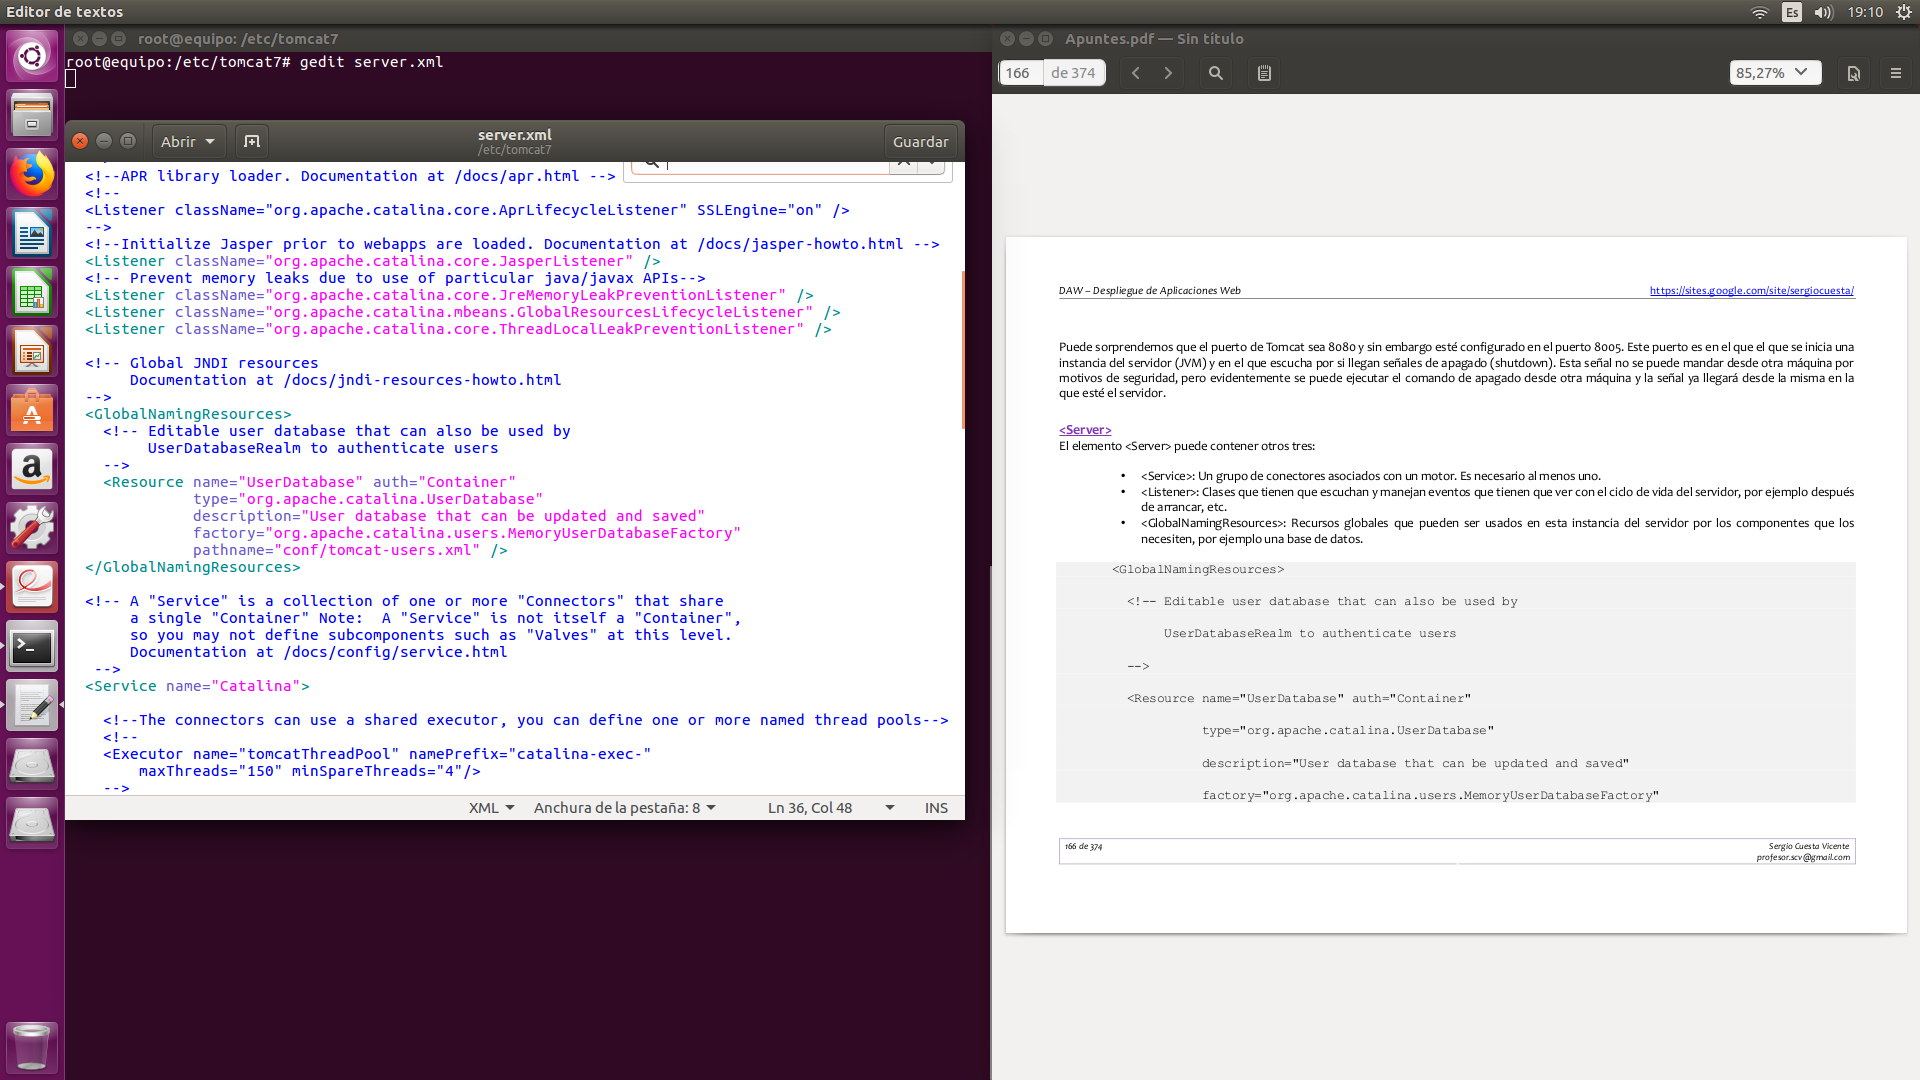 Editor de textos
Es
19:10
root@equipo: /etc/tomcat7
root@equipo:/etc/tomcat7# gedit server.xml
Abrir
server.xml
/etc/tomcat7
Guardar
<!--APR library loader. Documentation at /docs/apr.html -->
<!--
<Listener className="org.apache.catalina.core.AprLifecycleListener" SSLEngine="on" />
-->
<!--Initialize Jasper prior to webapps are loaded. Documentation at /docs/jasper-howto.html -->
<Listener className="org.apache.catalina.core.JasperListener" />
<!-- Prevent memory leaks due to use of particular java/javax APIs-->
<Listener className="org.apache.catalina.core.JreMemoryLeakPreventionListener" />
<Listener className="org.apache.catalina.mbeans.GlobalResourcesLifecycleListener" />
<Listener className="org.apache.catalina.core.ThreadLocalLeakPreventionListener" />
<!-- Global JNDI resources
Documentation at /docs/jndi-resources-howto.html
-->
<GlobalNamingResources>
<!-- Editable user database that can also be used by
UserDatabaseRealm to authenticate users
-->
<Resource name="UserDatabase" auth="Container"
type="org.apache.catalina.UserDatabase"
description="User database that can be updated and saved"
factory="org.apache.catalina.users.MemoryUserDatabaseFactory"
pathname="conf/tomcat-users.xml" />
</GlobalNamingResources>
<!-- A "Service" is a collection of one or more "Connectors" that share
a single "Container" Note:  A "Service" is not itself a "Container",
so you may not define subcomponents such as "Valves" at this level.
Documentation at /docs/config/service.html
-->
<Service name="Catalina">
<!--The connectors can use a shared executor, you can define one or more named thread pools-->
<!--
<Executor name="tomcatThreadPool" namePrefix="catalina-exec-"
maxThreads="150" minSpareThreads="4"/>
-->
XML
Anchura de la pestaña: 8
Ln 36, Col 48
INS
Apuntes.pdf — Sin título
166 de 374
85,27%
DAW – Despliegue de Aplicaciones Web
https://sites.google.com/site/sergiocuesta/
Puede sorprendernos que el puerto de Tomcat sea 8080 y sin embargo esté configurado en el puerto 8005. Este puerto es en el que el que se inicia una
instancia del servidor (JVM) y en el que escucha por si llegan señales de apagado (shutdown). Esta señal no se puede mandar desde otra máquina por
motivos de seguridad, pero evidentemente se puede ejecutar el comando de apagado desde otra máquina y la señal ya llegará desde la misma en la
que esté el servidor.
<Server>
El elemento <Server> puede contener otros tres:
• <Service>: Un grupo de conectores asociados con un motor. Es necesario al menos uno.
• <Listener>: Clases que tienen que escuchan y manejan eventos que tienen que ver con el ciclo de vida del servidor, por ejemplo después
de arrancar, etc.
• <GlobalNamingResources>: Recursos globales que pueden ser usados en esta instancia del servidor por los componentes que los
necesiten, por ejemplo una base de datos.
<GlobalNamingResources>
<!-- Editable user database that can also be used by
UserDatabaseRealm to authenticate users
-->
<Resource name="UserDatabase" auth="Container"
type="org.apache.catalina.UserDatabase"
description="User database that can be updated and saved"
factory="org.apache.catalina.users.MemoryUserDatabaseFactory"
166 de 374
Sergio Cuesta Vicente
profesor.scv@gmail.com